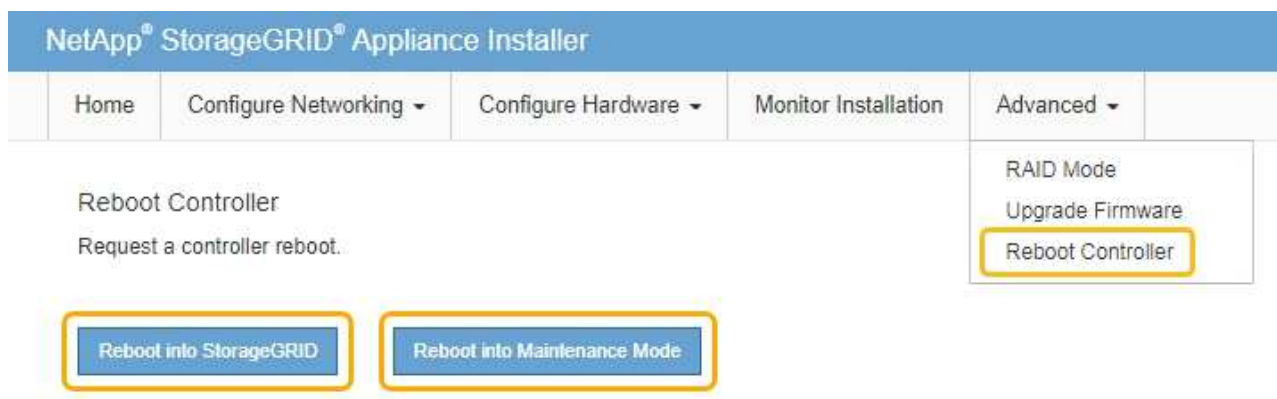 NetApp® StorageGRID® Appliance Installer
Home Configure Networking Configure Hardware Monitor Installation Advanced
RAID Mode
Upgrade Firmware
Reboot Controller
Reboot Controller
Request a controller reboot.
Reboot into StorageGRID Reboot into Maintenance Mode